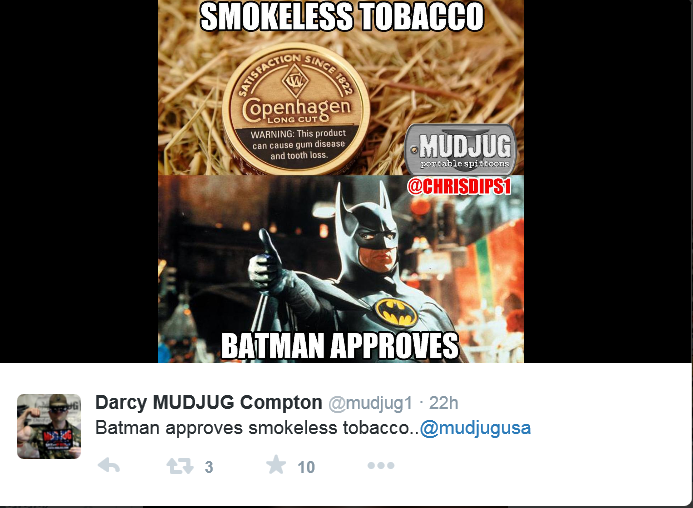 SMOKELESS TOBACCO
SATISFACTION SINCE 1822
Copenhagen
LONG CUT
WARNING: This product
can cause gum disease
and tooth loss.
MUDJUG
portable spittoons
@CHRISDIPS1
BATMAN APPROVES
Darcy MUDJUG Compton @mudjug1 · 22h
Batman approves smokeless tobacco..@mudjugusa
3 10